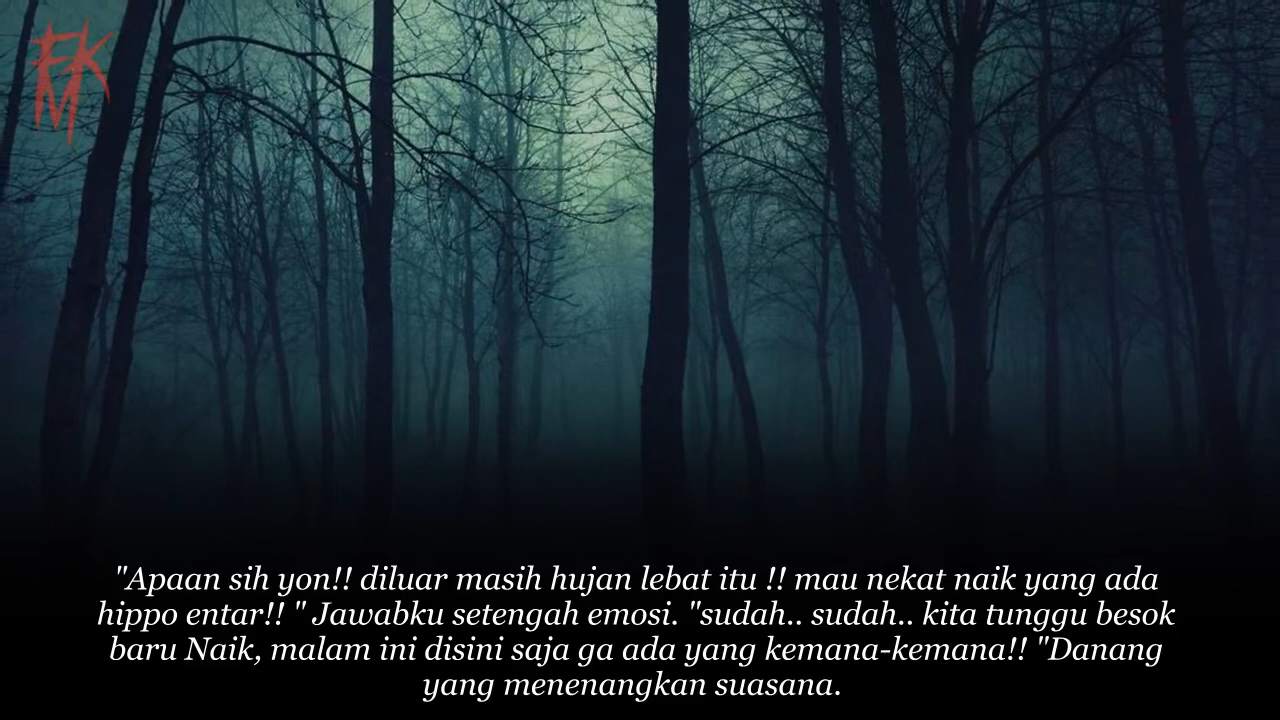 FKM
"Apaan sih yon!! diluar masih hujan lebat itu !! mau nekat naik yang ada
hippo entar!! " Jawabku setengah emosi. "sudah.. sudah.. kita tunggu besok
baru Naik, malam ini disini saja ga ada yang kemana-kemana!! "Danang
yang menenangkan suasana.